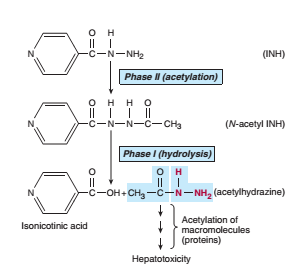 O H
N C—N—NH2 (INH)
Phase II (acetylation)
O H H O
N C—N—N—C—CH3 (N-acetyl INH)
Phase I (hydrolysis)
O O H
N C—OH+CH3—C—N—NH2 (acetylhydrazine)
Isonicotinic acid
Acetylation of
macromolecules
(proteins)
Hepatotoxicity